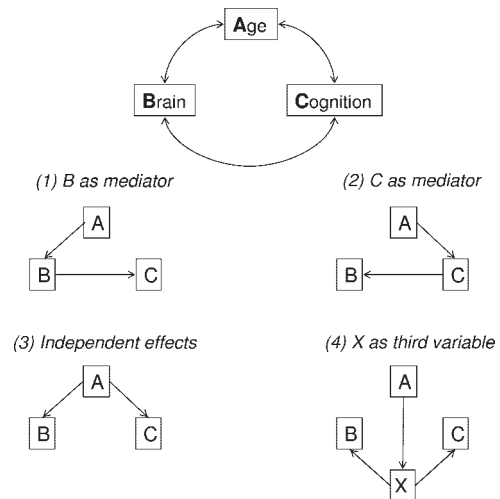 Age
Brain Cognition
(1) B as mediator
(2) C as mediator
A
A
B C
B C
(3) Independent effects
(4) X as third variable
A
A
B C
B C
X